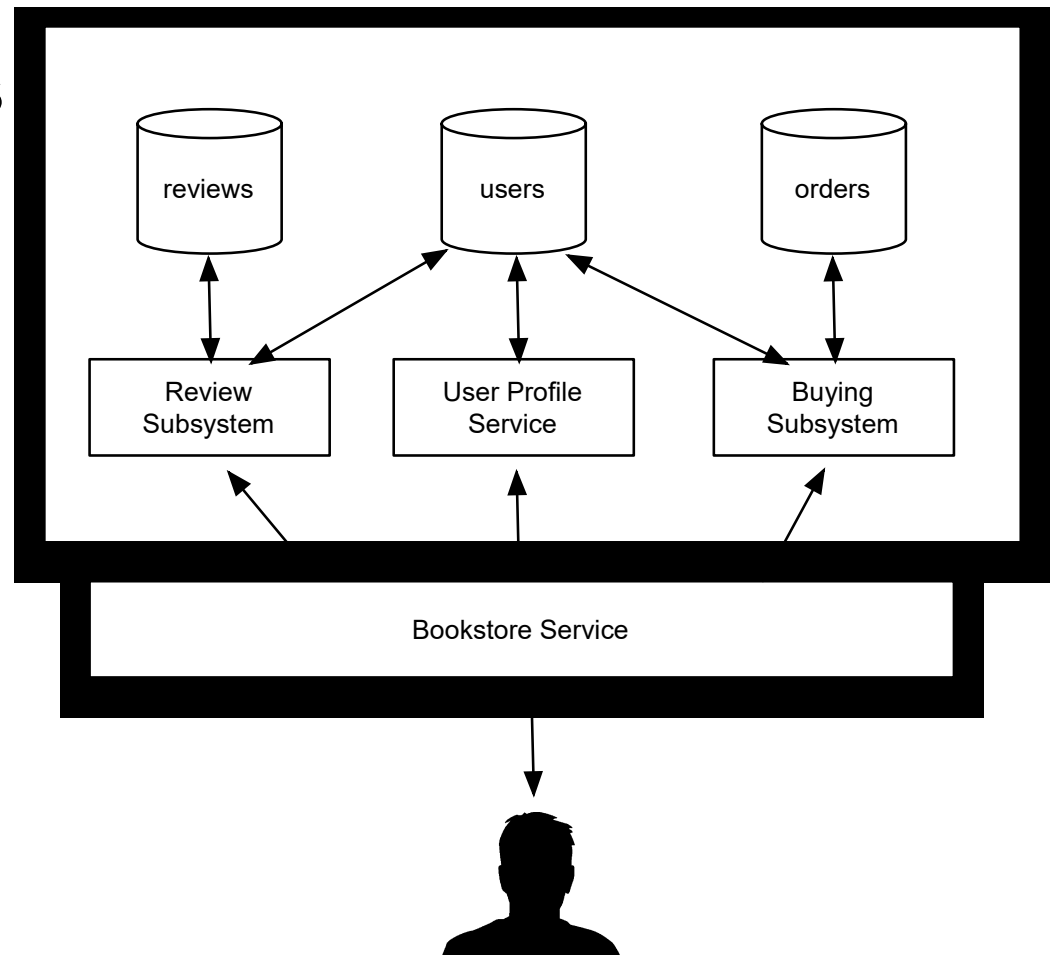 reviews
users
orders
Review
Subsystem
User Profile
Service
Buying
Subsystem
Bookstore Service